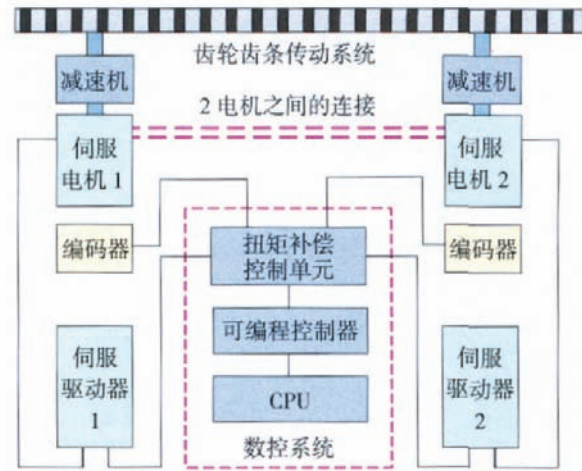 齿轮齿条传动系统
减速机
减速机
2 电机之间的连接
伺服
电机 1
伺服
电机 2
编码器
扭矩补偿
控制单元
编码器
可编程控制器
伺服
驱动器
1
CPU
伺服
驱动器
2
数控系统